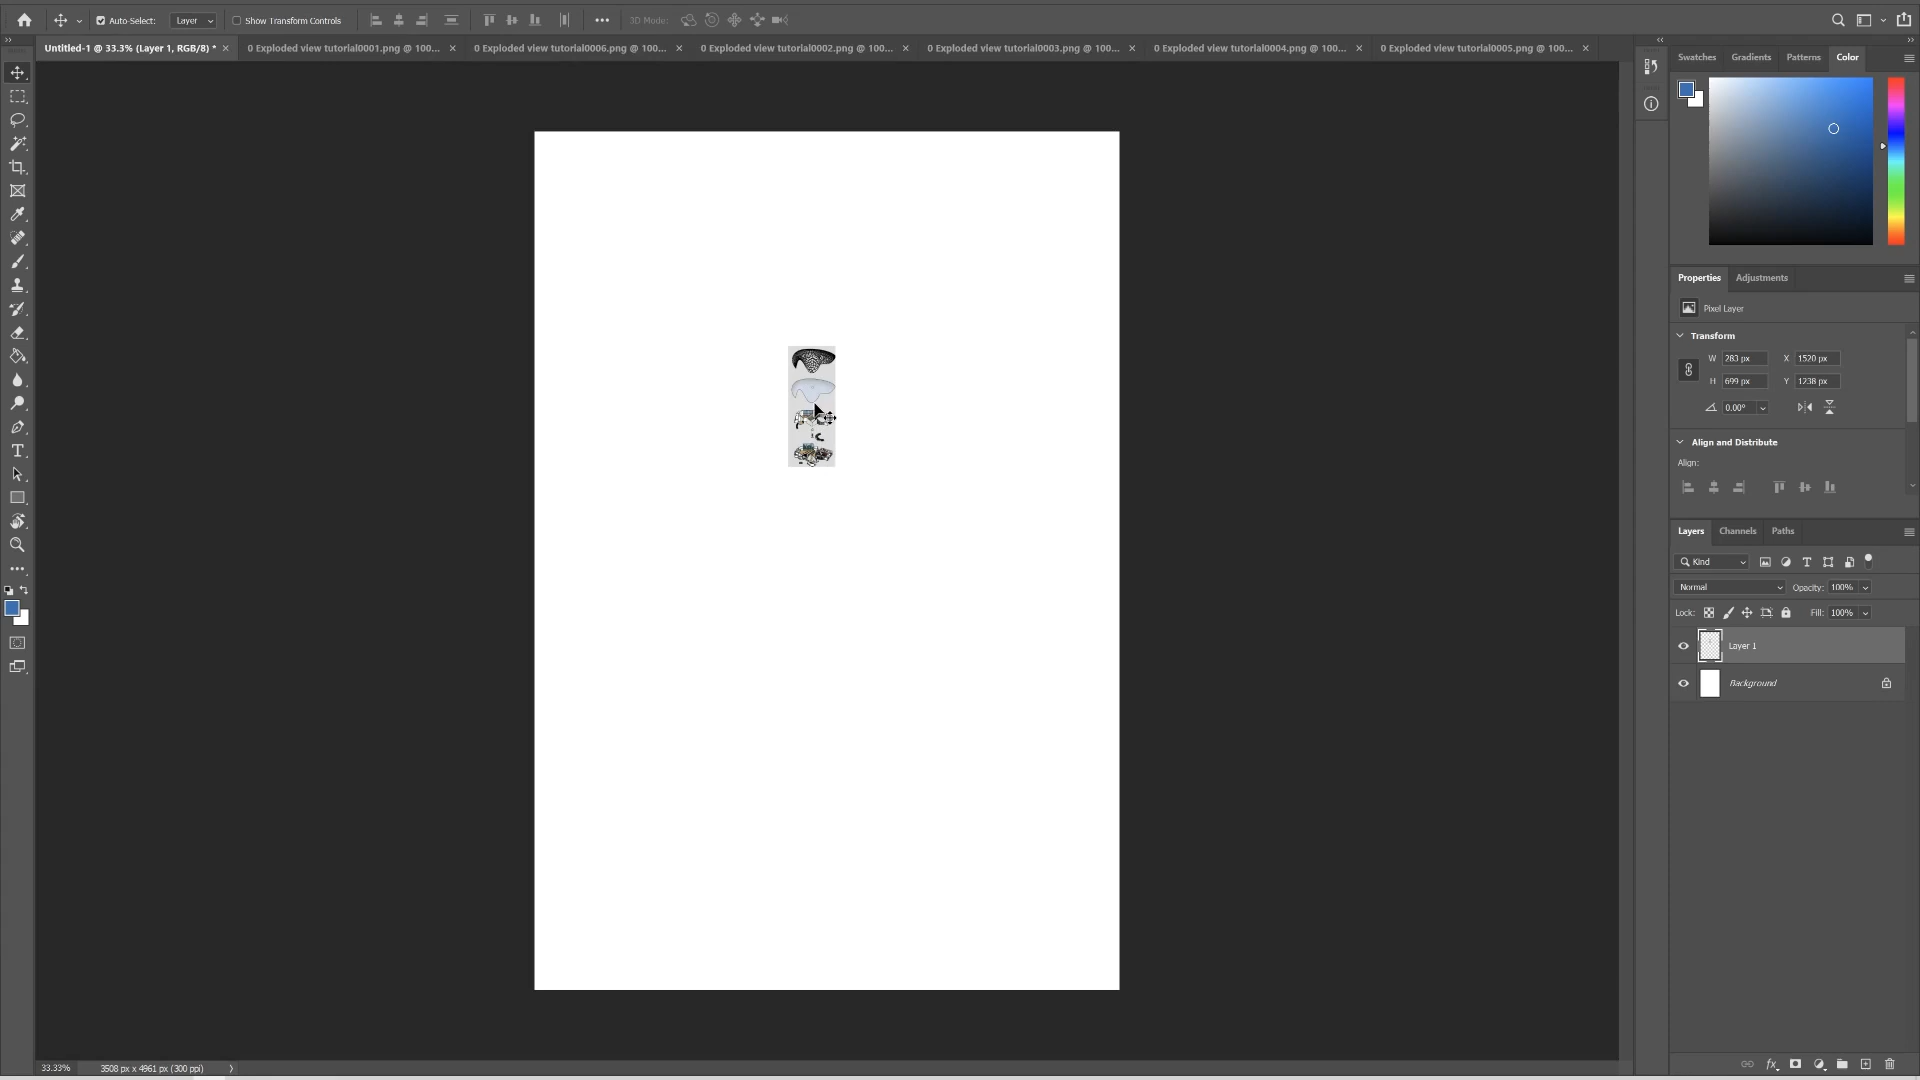 Auto-Select: Layer Show Transform Controls 3D Mode:
Untitled-1 @ 33.3% (Layer 1, RGB/8) * 0 Exploded view tutorial0001.png @ 100... 0 Exploded view tutorial0006.png @ 100... 0 Exploded view tutorial0002.png @ 100... 0 Exploded view tutorial0003.png @ 100... 0 Exploded view tutorial0004.png @ 100... 0 Exploded view tutorial0005.png @ 100...
Swatches Gradients Patterns Color
Properties Adjustments
Pixel Layer
Transform
W 283 px X 1520 px
H 699 px Y 1238 px
0.00°
Align and Distribute
Align:
Layers Channels Paths
Kind
Normal Opacity: 100%
Lock: Fill: 100%
Layer 1
Background
33.33% 3508 px x 4961 px (300 ppi)